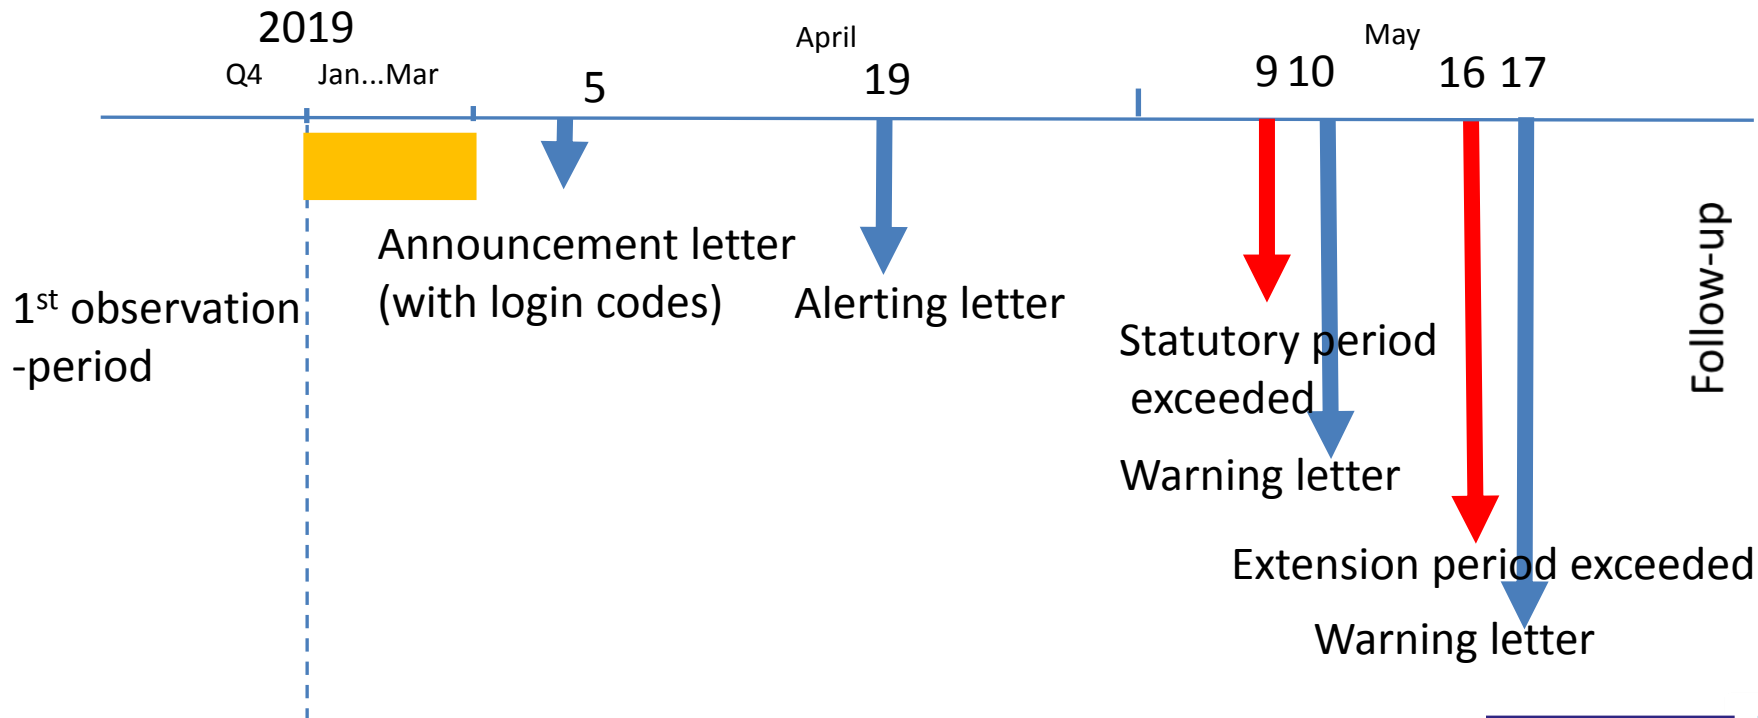 2019
Q4 Jan...Mar
April
May
5
19
9 10
16 17
Announcement letter
(with login codes)
Alerting letter
1st observation
-period
Statutory period
exceeded
Warning letter
Extension period exceeded
Warning letter
Follow-up